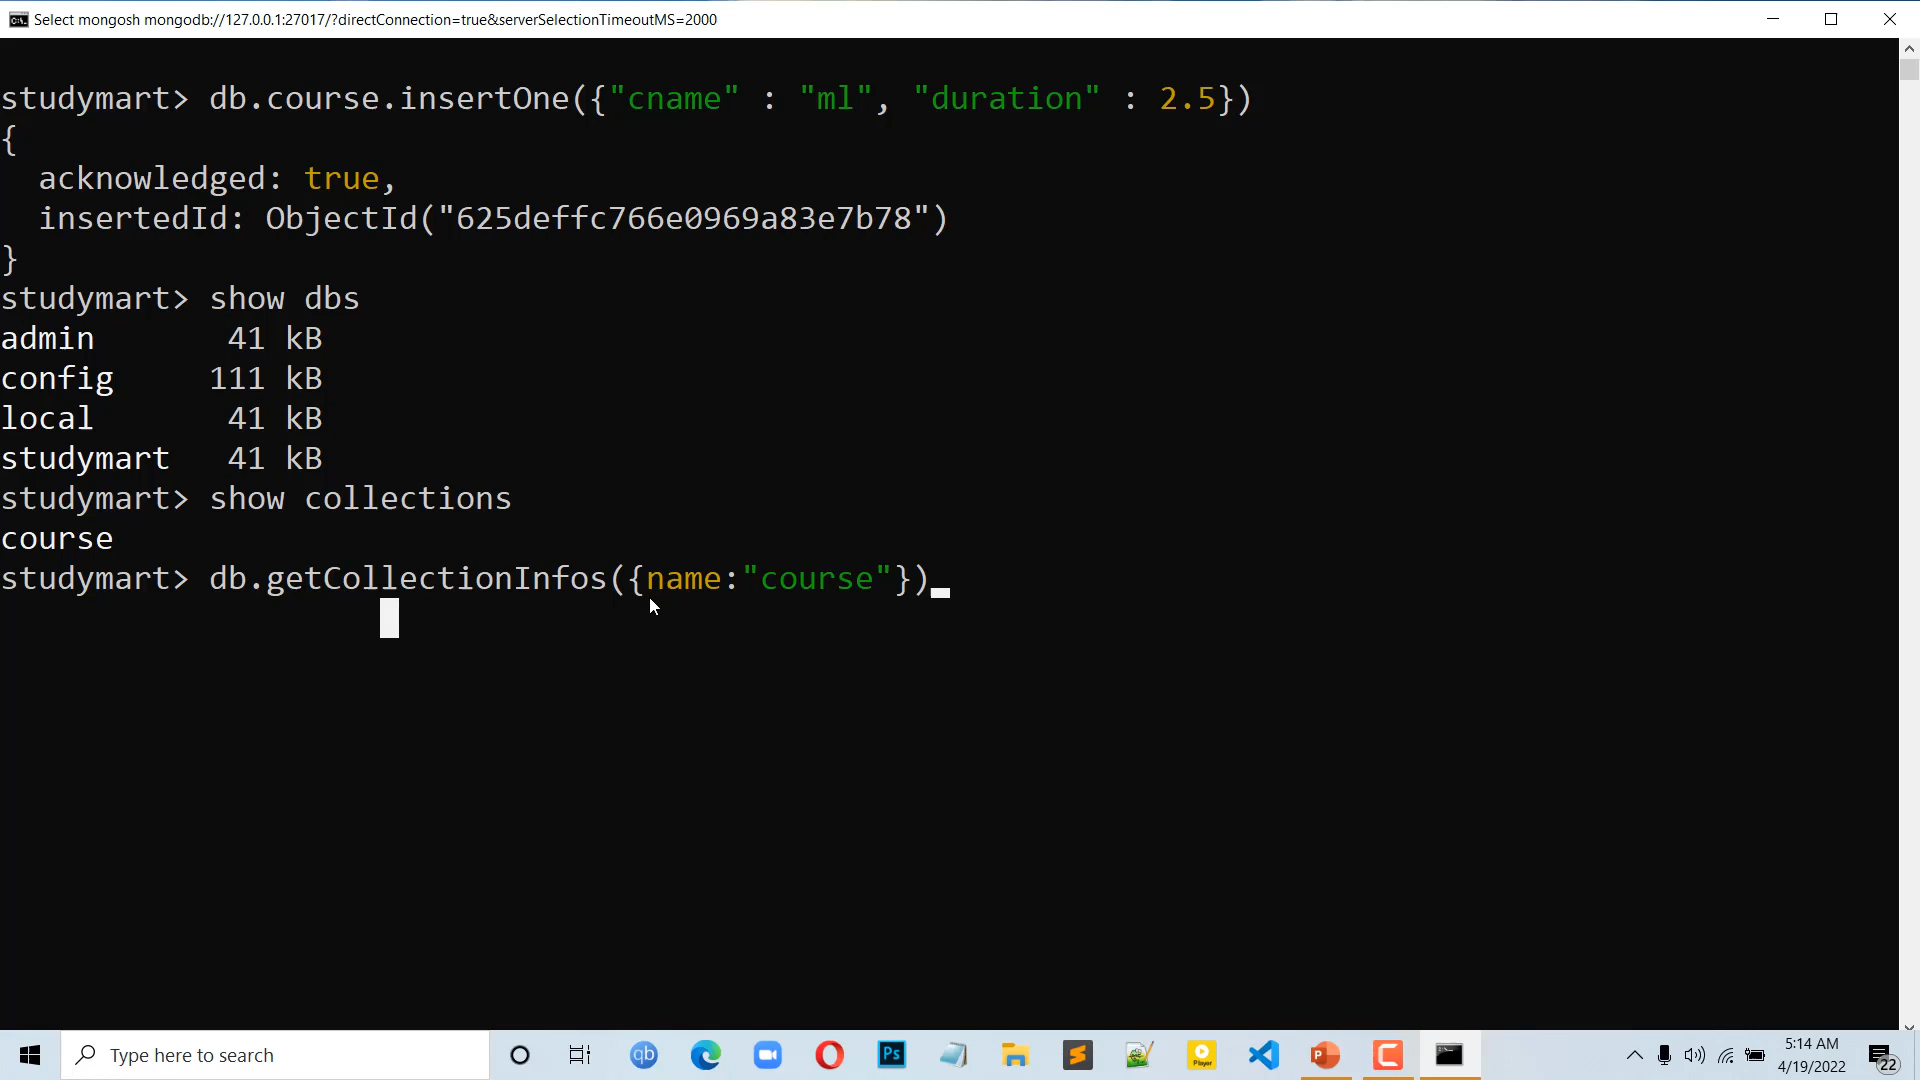 Select mongosh mongodb://127.0.0.1:27017/?directConnection=true&serverSelectionTimeoutMS=2000
studymart> db.course.insertOne({"cname" : "ml", "duration" : 2.5})
{
  acknowledged: true,
  insertedId: ObjectId("625deffc766e0969a83e7b78")
}
studymart> show dbs
admin       41 kB
config     111 kB
local       41 kB
studymart   41 kB
studymart> show collections
course
studymart> db.getCollectionInfos({name:"course"})
Type here to search
qb
Ps
Player
P
5:14 AM
4/19/2022
22